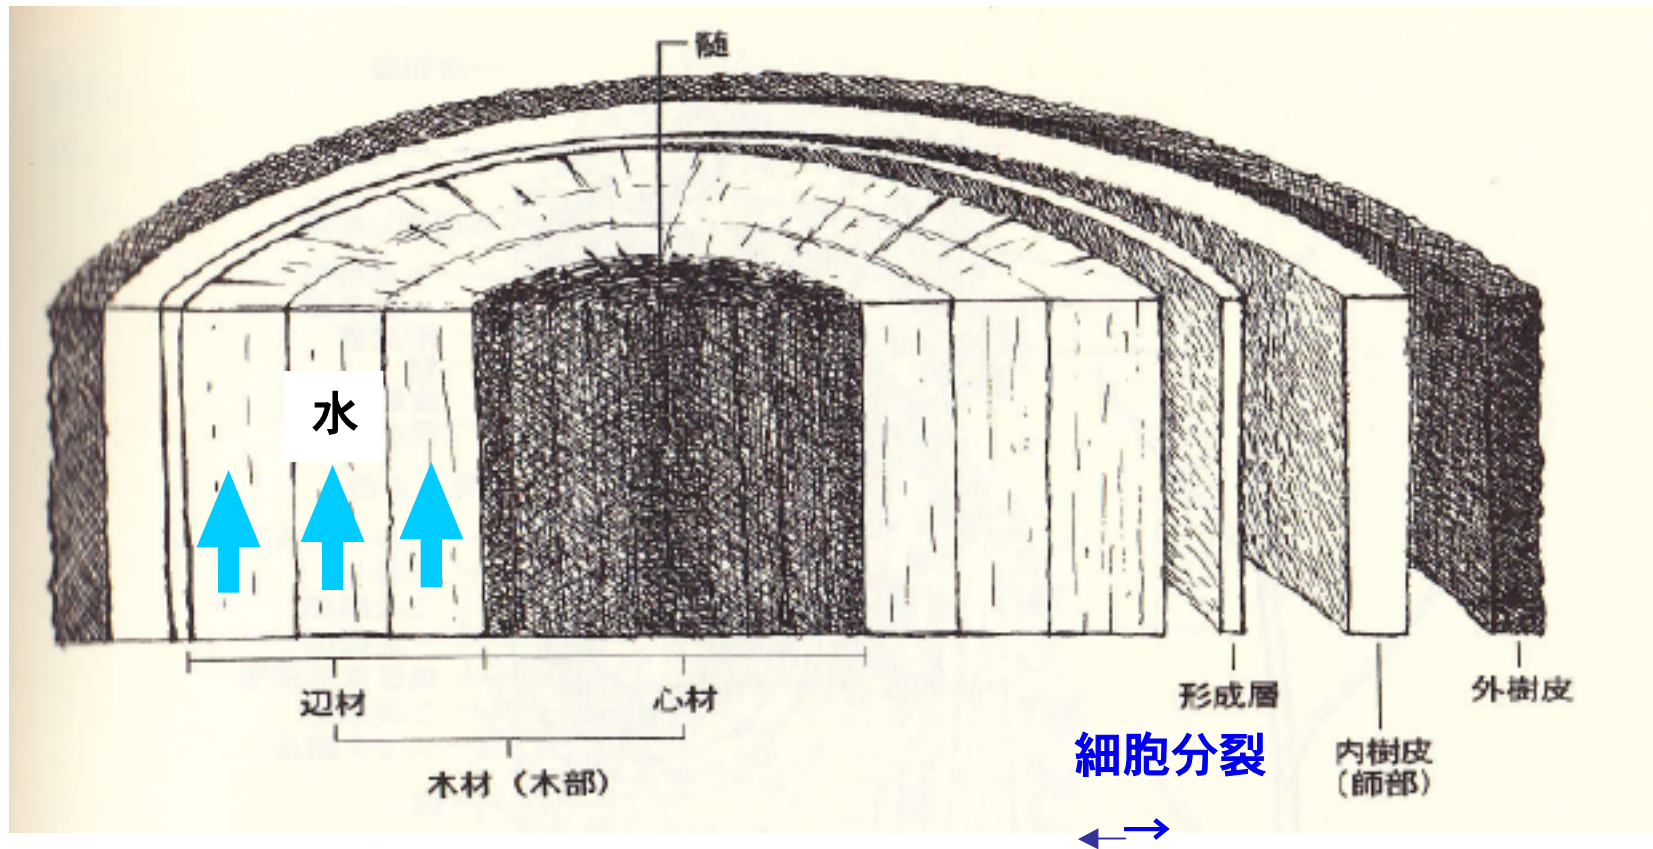 髄
水
辺材
心材
木材(木部)
形成層
外樹皮
細胞分裂
内樹皮
(師部)